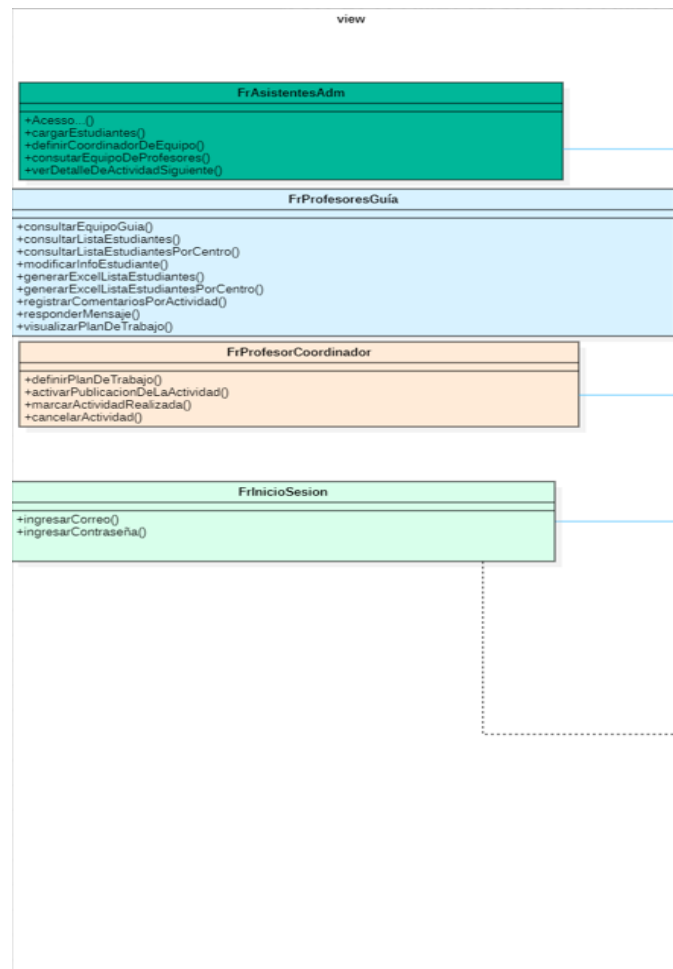 view
FrAsistentesAdm
+Acesso...()
+cargarEstudiantes()
+definirCoordinadorDeEquipo()
+consutarEquipoDeProfesores()
+verDetalleDeActividadSiguiente()
FrProfesoresGuía
+consultarEquipoGuia()
+consultarListaEstudiantes()
+consultarListaEstudiantesPorCentro()
+modificarInfoEstudiante()
+generarExcelListaEstudiantes()
+generarExcelListaEstudiantesPorCentro()
+registrarComentariosPorActividad()
+responderMensaje()
+visualizarPlanDeTrabajo()
FrProfesorCoordinador
+definirPlanDeTrabajo()
+activarPublicacionDeLaActividad()
+marcarActividadRealizada()
+cancelarActividad()
FrInicioSesion
+ingresarCorreo()
+ingresarContraseña()